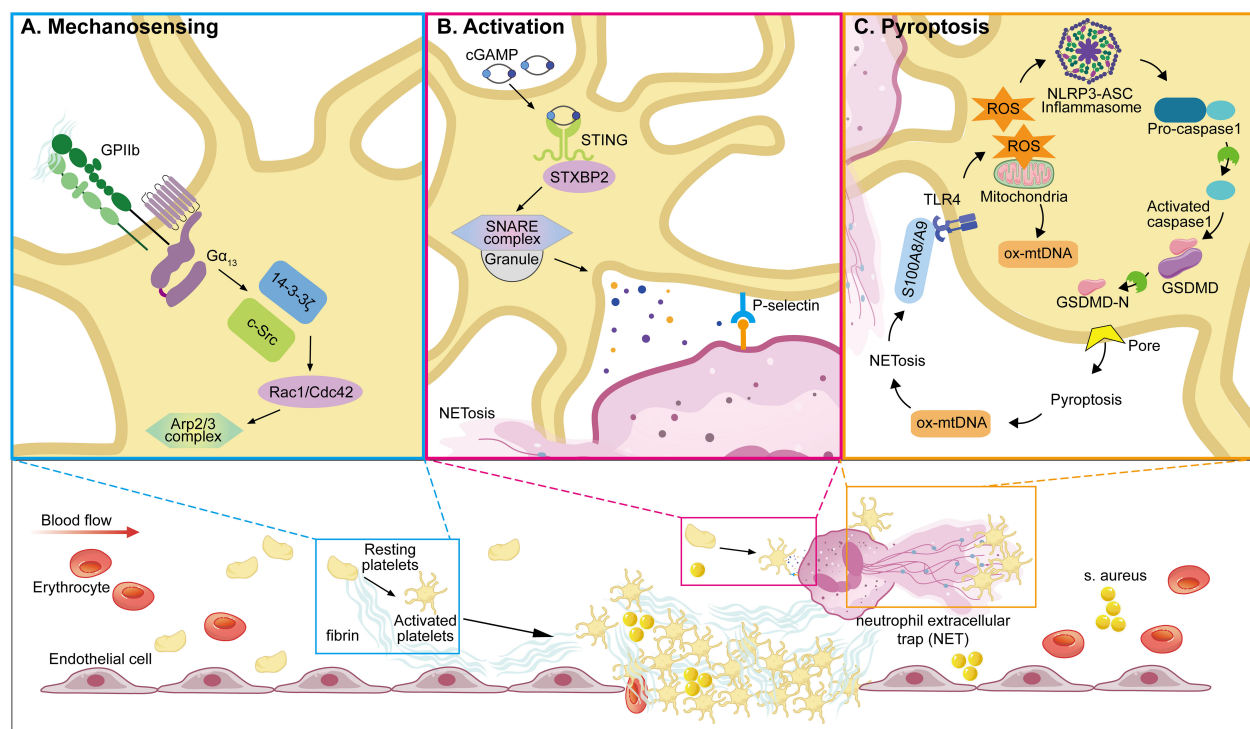 A. Mechanosensing
GPIIb
Gα13
14-3-3ζ
c-Src
Rac1/Cdc42
Arp2/3
complex
B. Activation
cGAMP
STING
STXBP2
SNARE
complex
Granule
P-selectin
NETosis
C. Pyroptosis
NLRP3-ASC
Inflammasome
ROS
ROS
Mitochondria
TLR4
S100A8/A9
ox-mtDNA
Pro-caspase1
Activated
caspase1
GSDMD
GSDMD-N
Pore
Pyroptosis
ox-mtDNA
NETosis
Blood flow
Erythrocyte
Endothelial cell
Resting
platelets
Activated
platelets
fibrin
neutrophil extracellular
trap (NET)
s. aureus